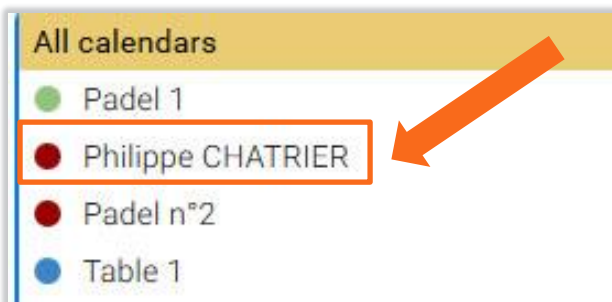 All calendars
Padel 1
Philippe CHATRIER
Padel n°2
Table 1